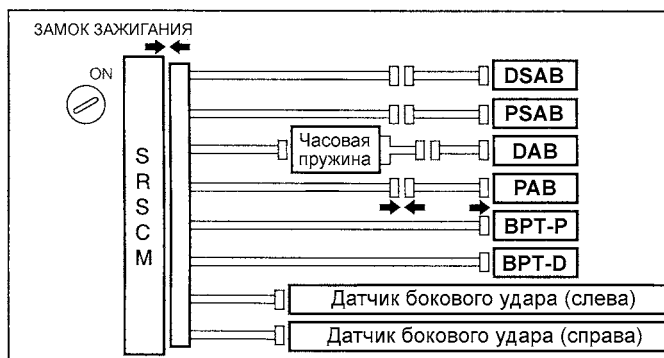 ЗАМОК ЗАЖИГАНИЯ
ON
SRSCM
DSAB
PSAB
Часовая
пружина
DAB
PAB
BPT-P
BPT-D
Датчик бокового удара (слева)
Датчик бокового удара (справа)